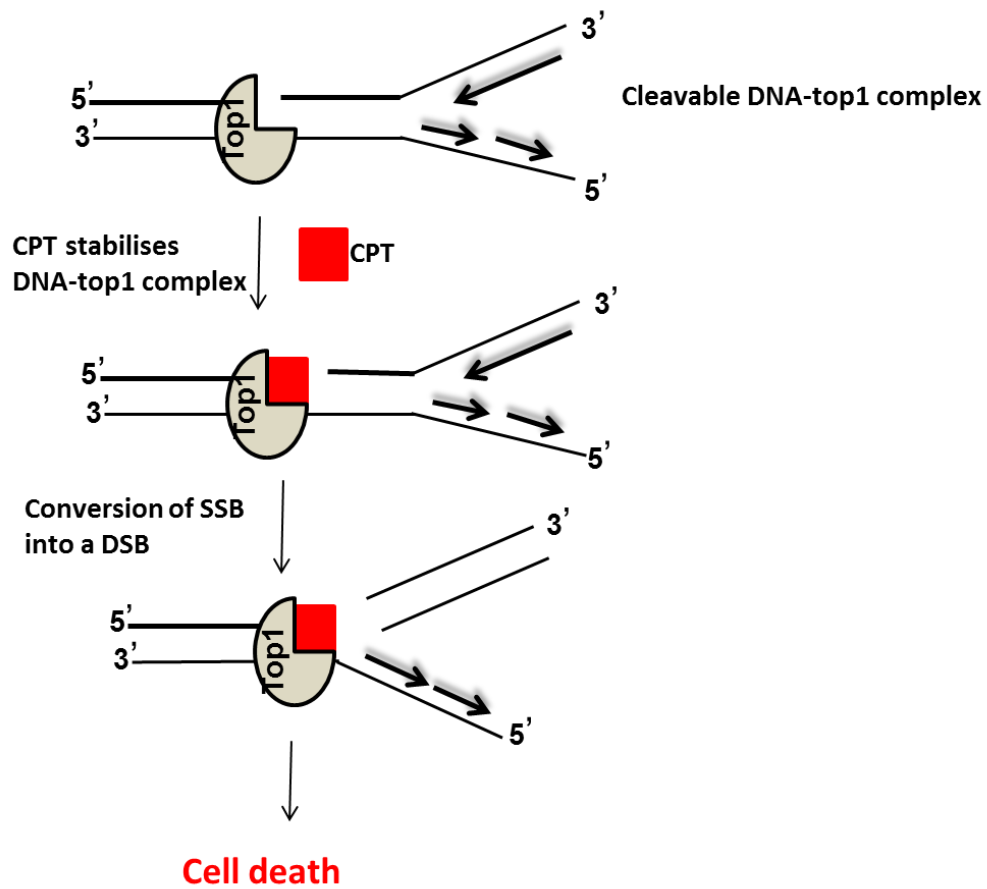 3’
5’
Top1
3’
Cleavable DNA-top1 complex
5’
CPT stabilises
DNA-top1 complex
CPT
3’
5’
Top1
3’
5’
Conversion of SSB
into a DSB
3’
5’
Top1
3’
5’
Cell death